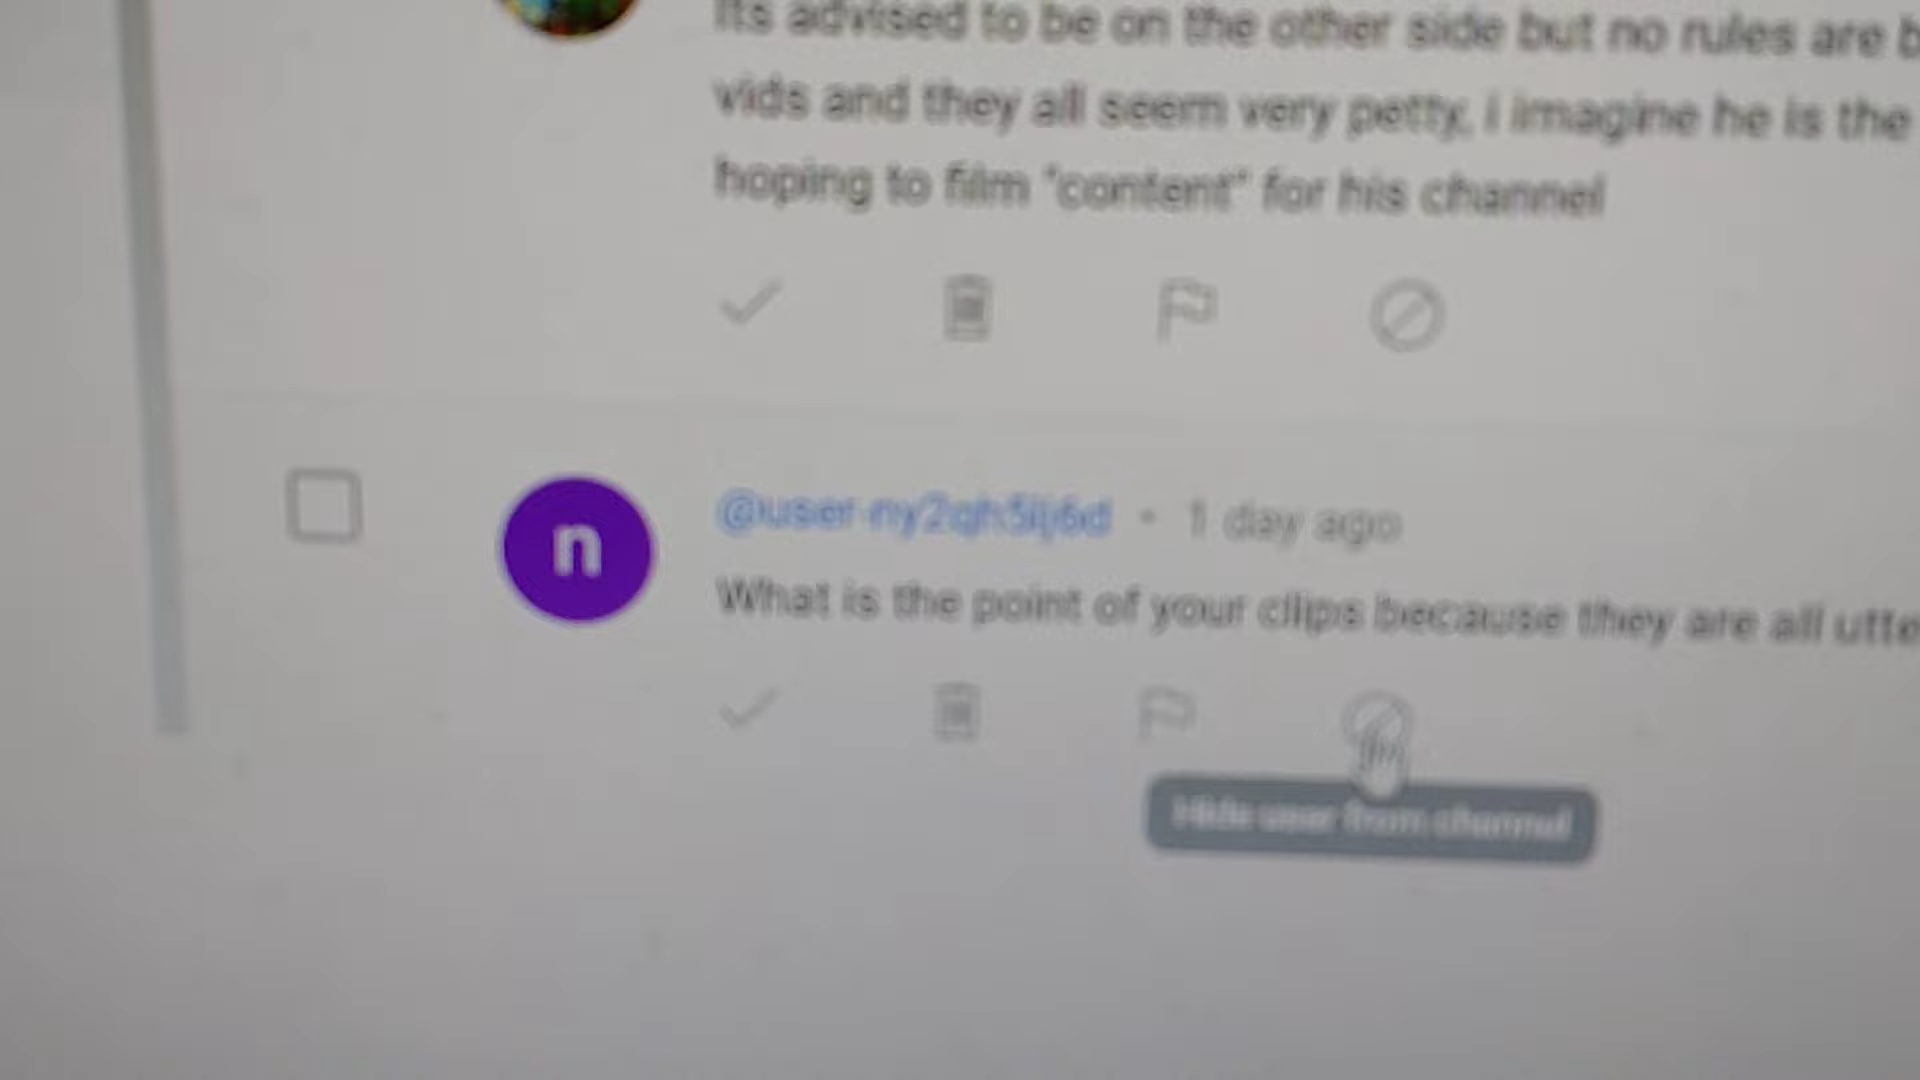 Its advised to be on the other side but no rules are b
vids and they all seem very petty, i imagine he is the
hoping to film "content" for his channel
n
@user-ny2qh5lj6d • 1 day ago
What is the point of your clips because they are all utte
Hide user from channel